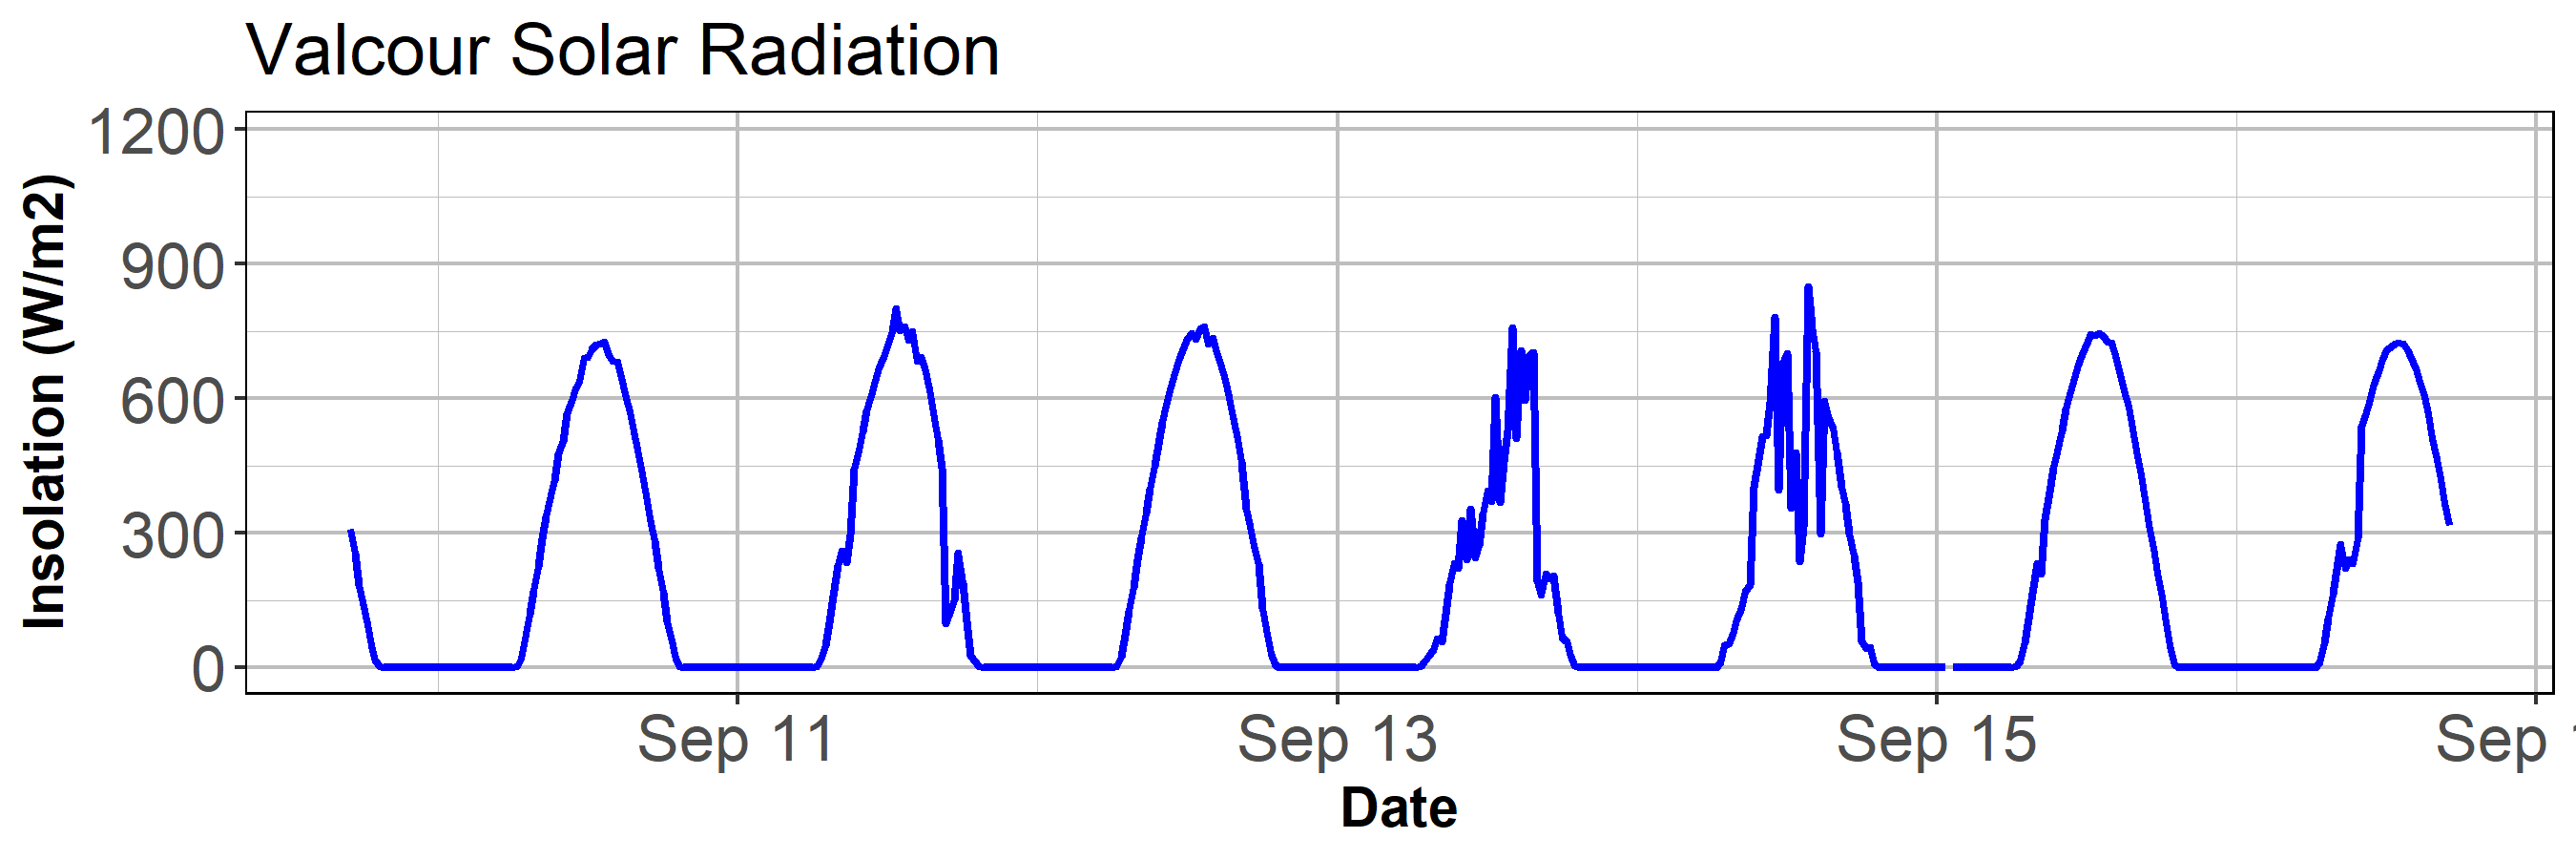 Valcour Solar Radiation
1200
900
600
300
0
Insolation (W/m2)
Sep 11
Sep 13
Sep 15
Sep
Date